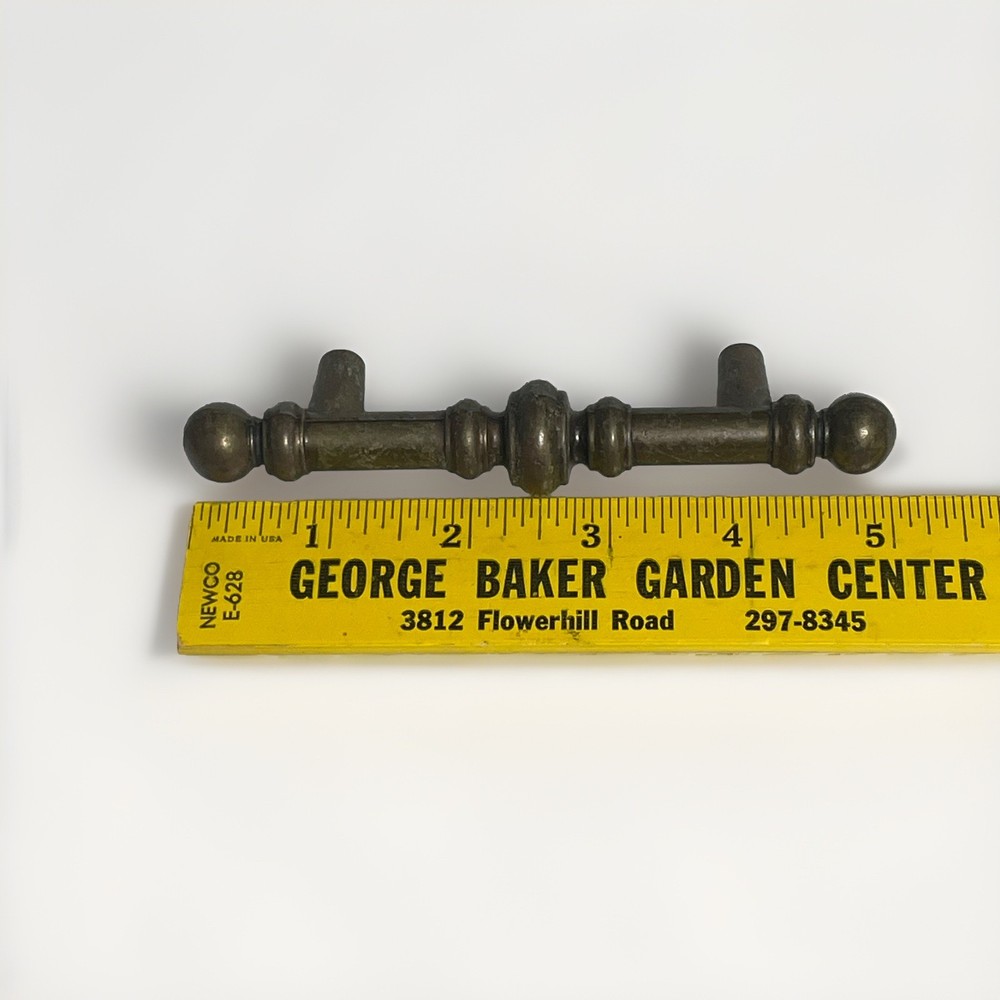 1 2 3 4 5
MADE IN USA
NEWCO
E-628
GEORGE BAKER GARDEN CENTER
3812 Flowerhill Road 297-8345